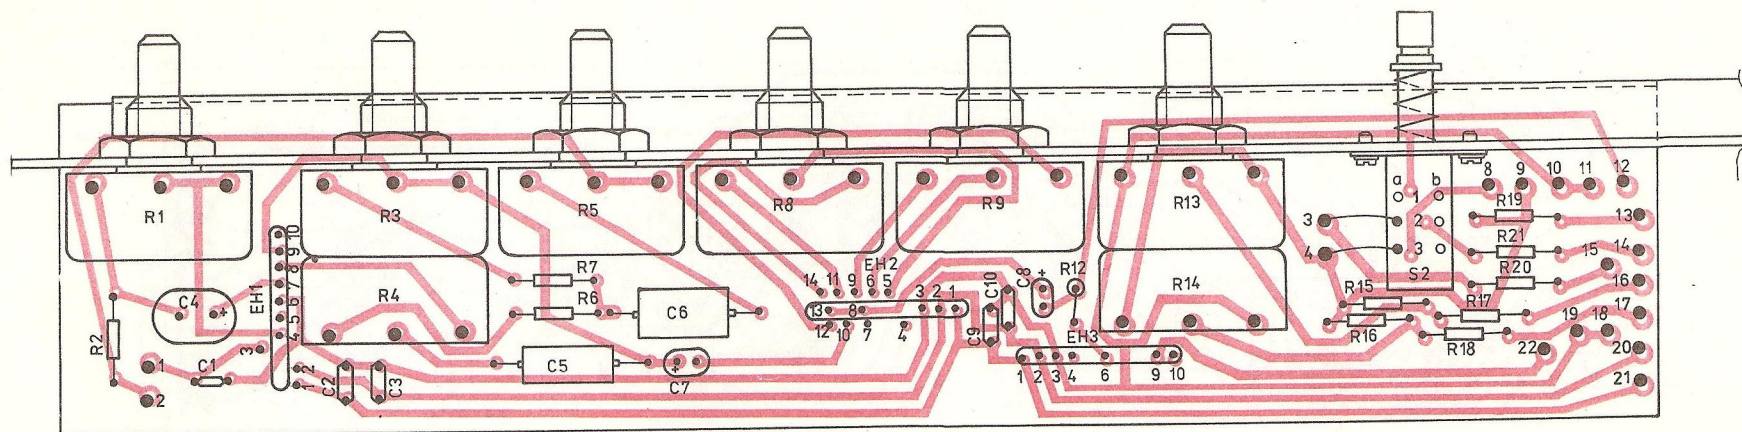 R1
R3
R5
R8
R9
R13
a b
1
2
3
S2
3
4
8
9
10
11
12
R19
13
R21
14
15
R20
16
R15
R17
17
R16
R18
19
18
22
20
21
R2
C4
+
EH1
10
9
8
7
6
5
4
3
2
1
R4
R7
R6
C6
C5
+
C7
14 11 9 6 5
EH2
3 2 1
13 8
12 10 7 4
C10
C9
C8
+
R12
EH3
1 2 3 4 6 9 10
R14
1
2
C1
C2
C3